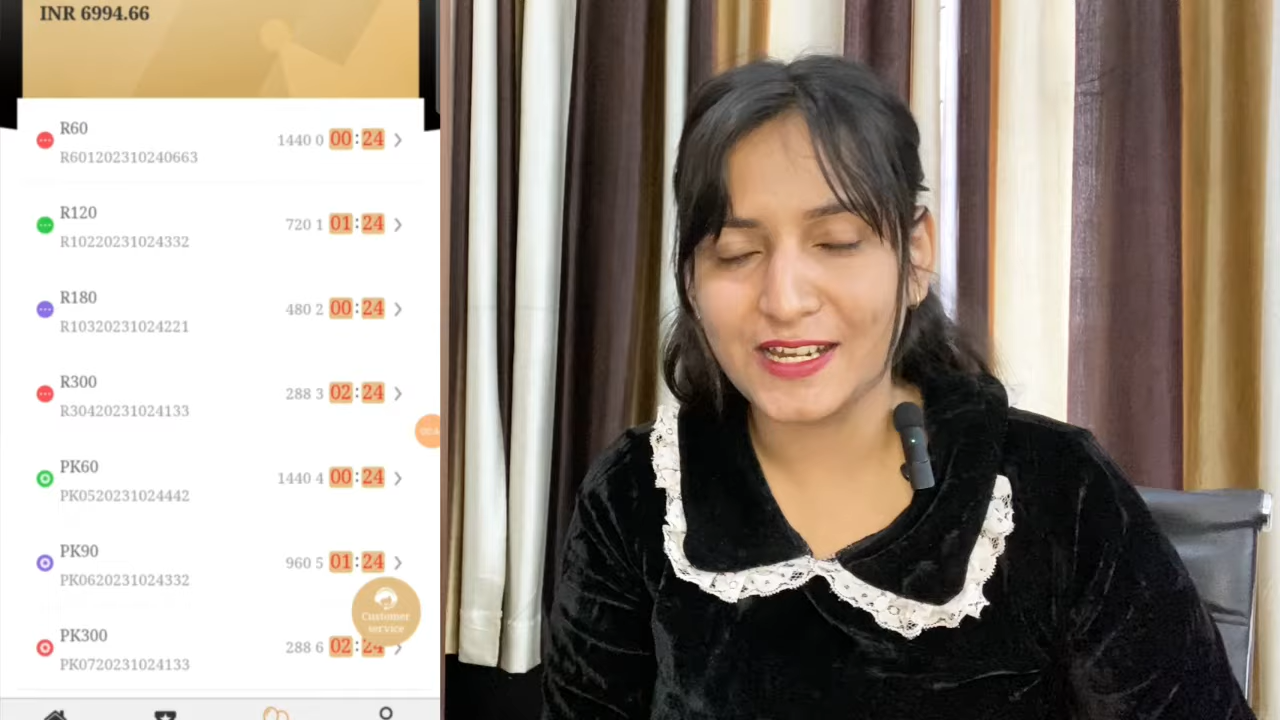 INR 6994.66
R60
1440 0 00:24
R601202310240663
R120
720 1 01:24
R10220231024332
R180
480 2 00:24
R10320231024221
R300
288 3 02:24
R30420231024133
PK60
1440 4 00:24
PK0520231024442
PK90
960 5 01:24
PK0620231024332
Customer
service
PK300
288 6 02:24
PK0720231024133